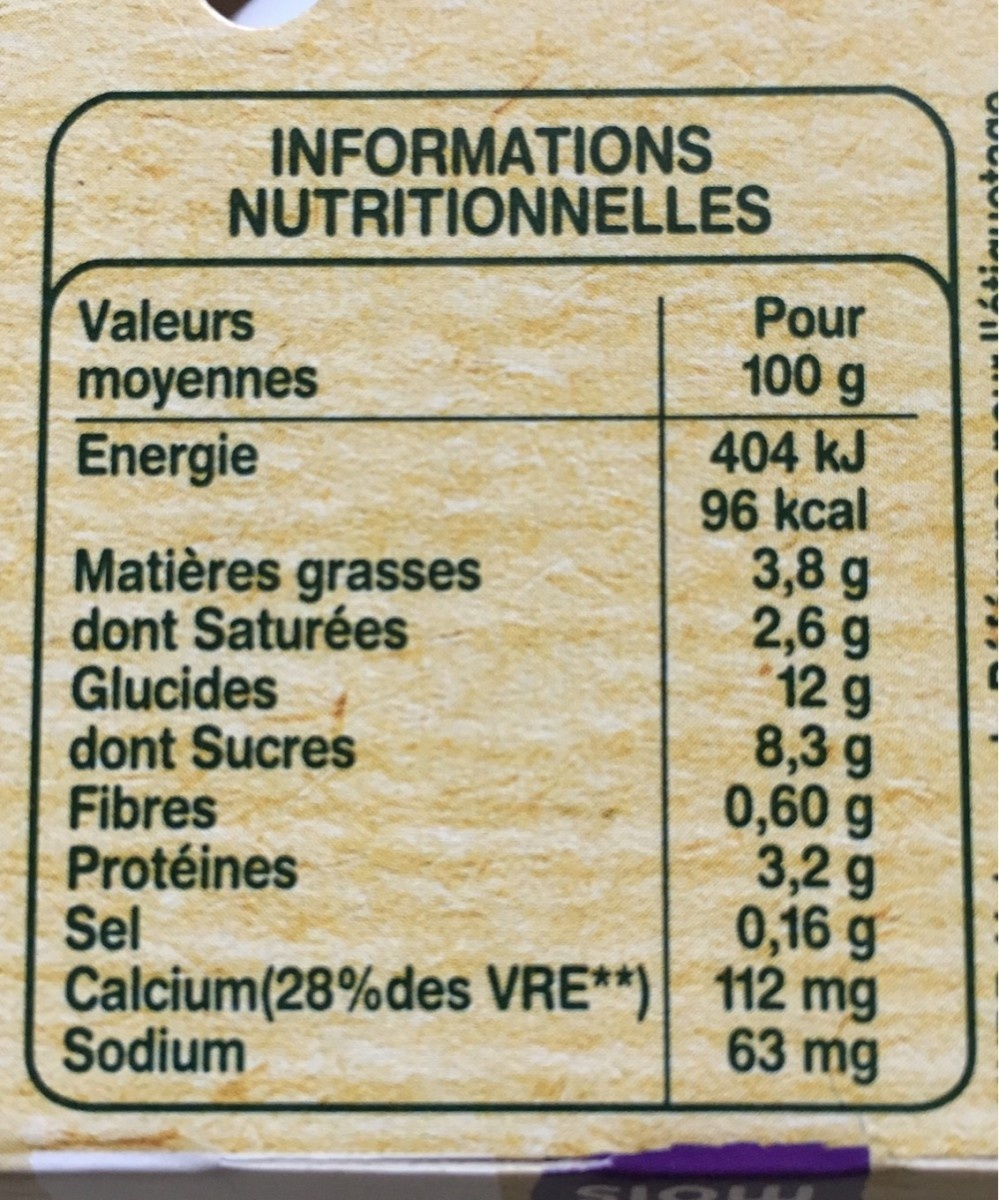 INFORMATIONS
NUTRITIONNELLES
Valeurs
moyennes
Pour
100 g
Energie 404 kJ
96 kcal
Matières grasses 3,8 g
dont Saturées 2,6 g
Glucides 12 g
dont Sucres 8,3 g
Fibres 0,60 g
Protéines 3,2 g
Sel 0,16 g
Calcium(28%des VRE**) 112 mg
Sodium 63 mg